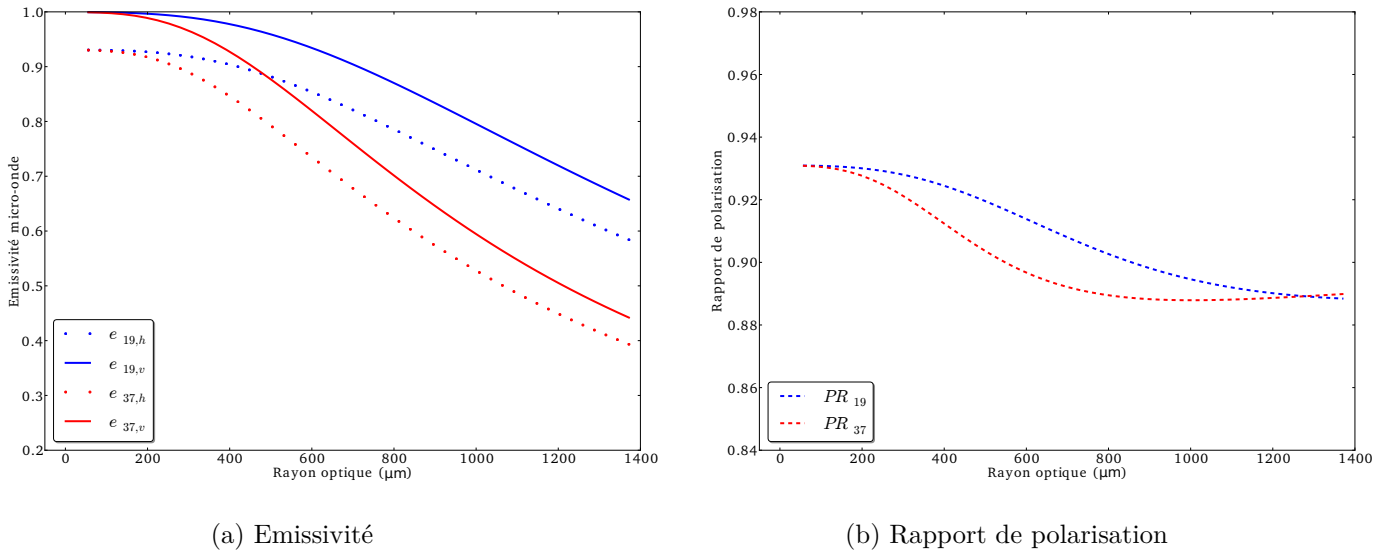 1.0
0.9
0.8
0.7
0.6
0.5
0.4
0.3
0.2
Emissivité micro-onde
e 19,h
e 19,v
e 37,h
e 37,v
0 200 400 600 800 1000 1200 1400
Rayon optique (μm)
(a) Emissivité
0.98
0.96
0.94
0.92
0.90
0.88
0.86
0.84
Rapport de polarisation
PR 19
PR 37
0 200 400 600 800 1000 1200 1400
Rayon optique (μm)
(b) Rapport de polarisation